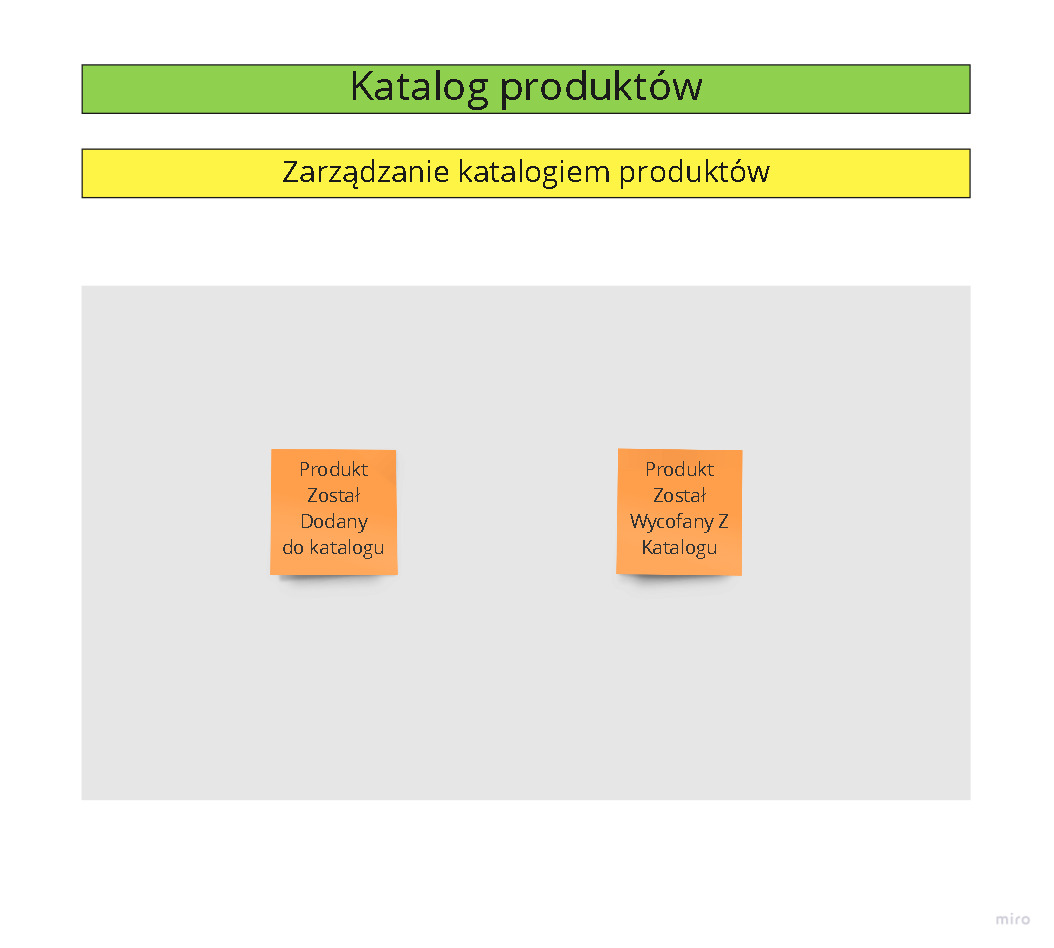 Katalog produktów
Zarządzanie katalogiem produktów
Produkt
Został
Dodany
do katalogu
Produkt
Został
Wycofany Z
Katalogu
miro